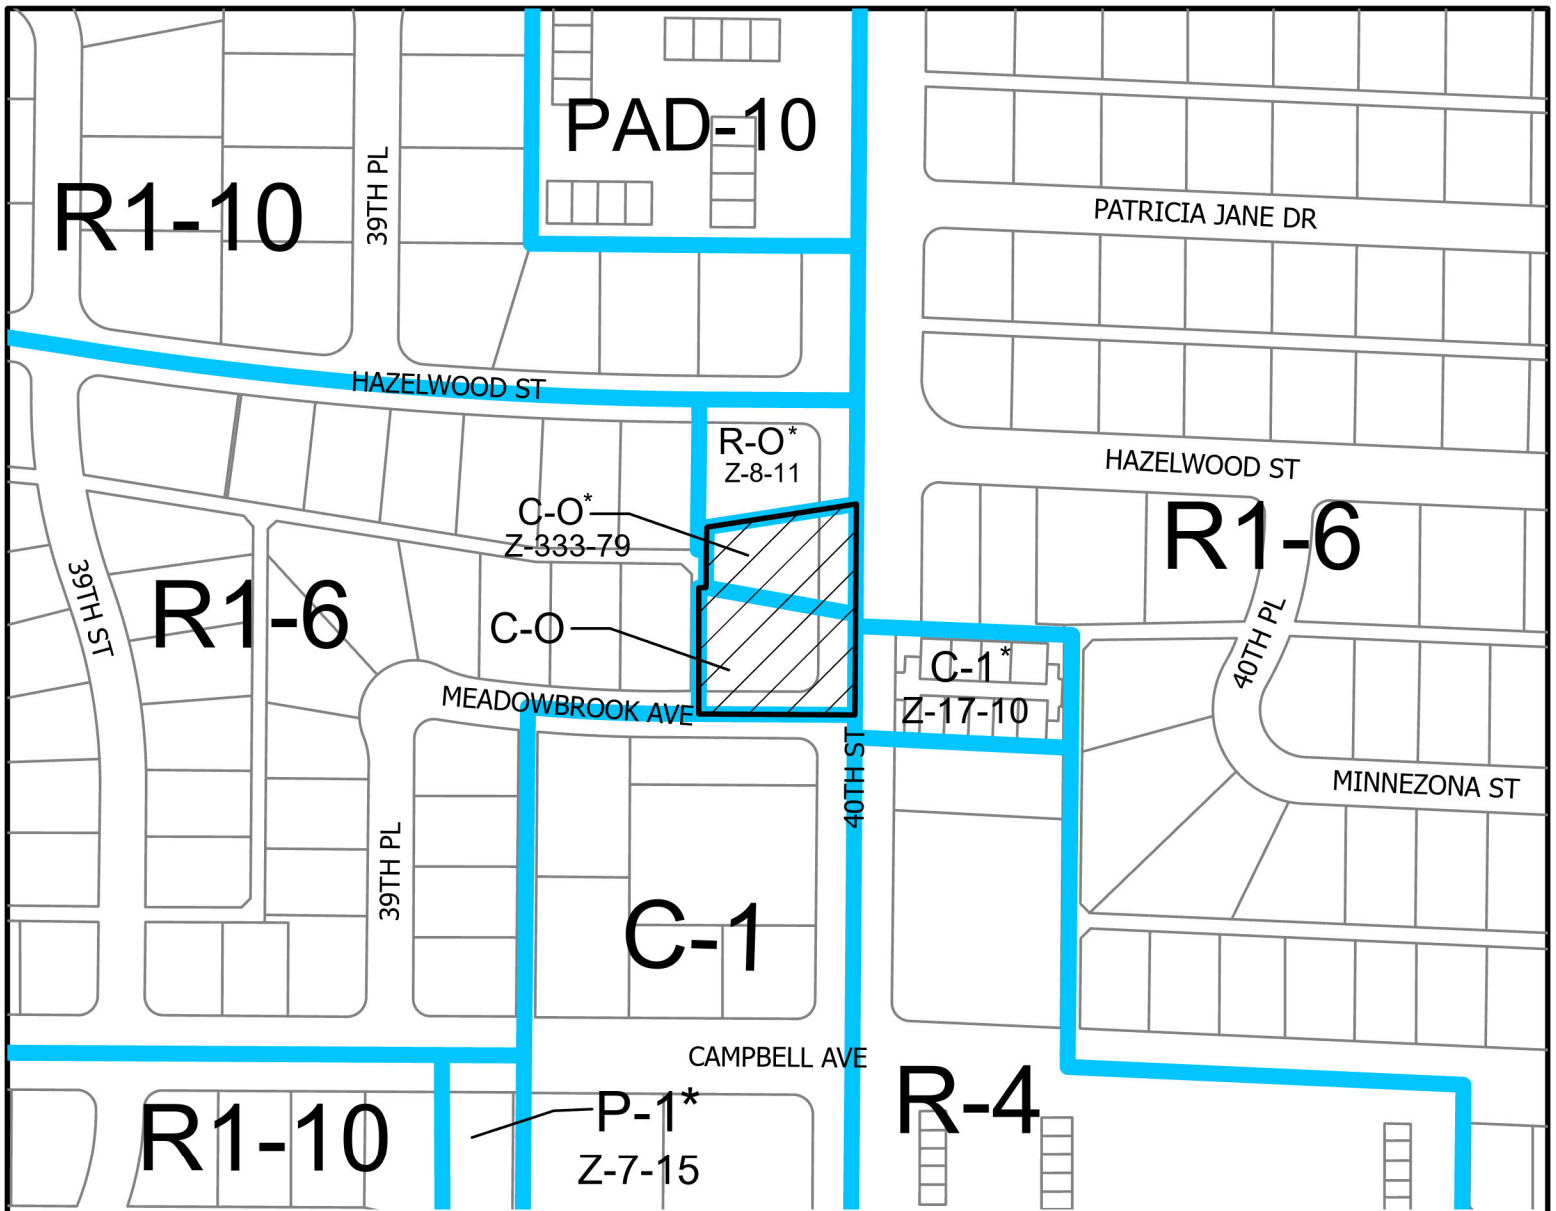 PAD-10
R1-10
39TH PL
PATRICIA JANE DR
HAZELWOOD ST
R-O*
Z-8-11
HAZELWOOD ST
C-O*
Z-333-79
R1-6
39TH ST
R1-6
C-O
40TH PL
C-1*
Z-17-10
MEADOWBROOK AVE
40TH ST
MINNEZONA ST
39TH PL
C-1
CAMPBELL AVE
R-4
P-1*
R1-10
Z-7-15